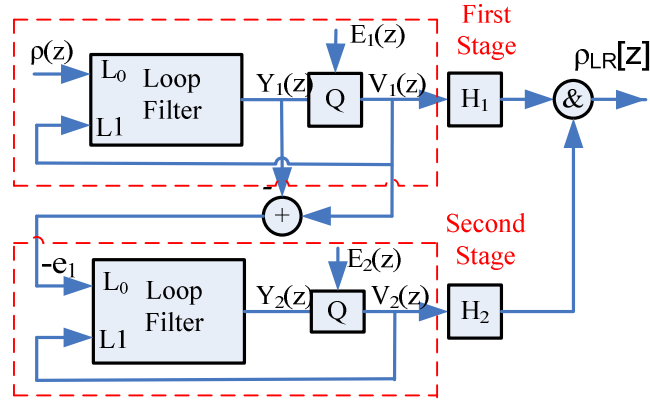 First
Stage
E1(z)
ρ(z)
L0
Loop
Filter
L1
Y1(z)
Q
V1(z)
H1
&
ρLR[z]
-
+
Second
Stage
-e1
L0
Loop
Filter
L1
E2(z)
Y2(z)
Q
V2(z)
H2